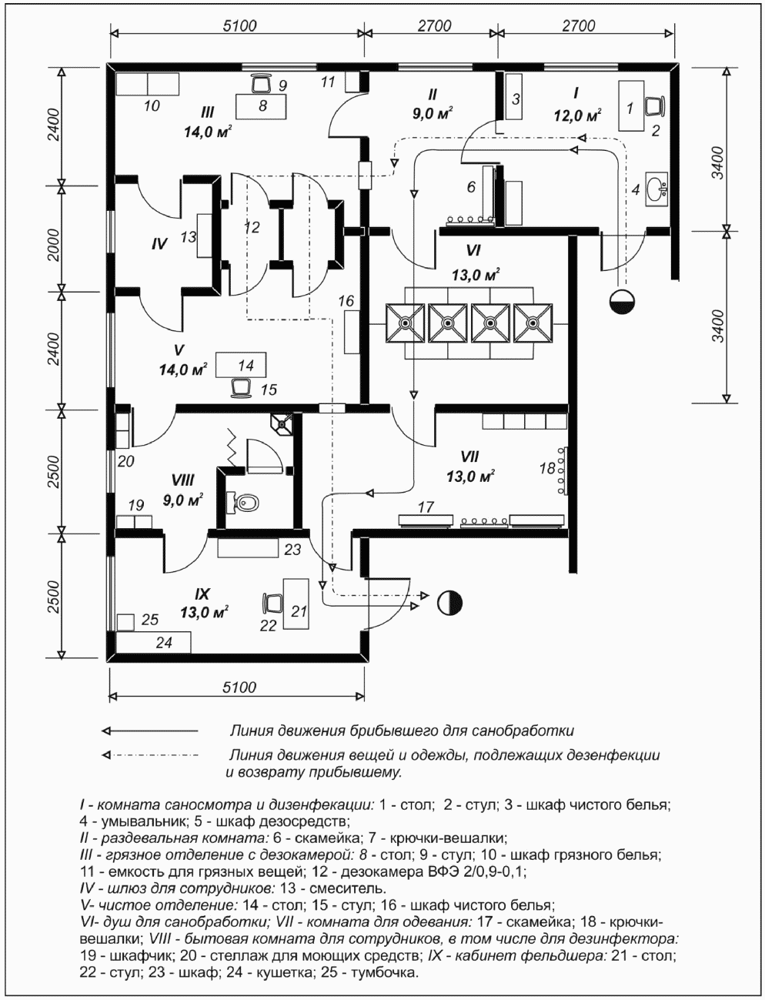 5100
2700
2700
2400
2000
2400
2500
2500
3400
3400
10
III
14,0 м²
9
8
11
II
9,0 м²
3
I
12,0 м²
1
2
4
6
12
13
IV
VI
13,0 м²
16
V
14,0 м²
14
15
20
VIII
9,0 м²
19
VII
13,0 м²
18
17
23
IX
13,0 м²
22
21
25
24
5100
Линия движения брибывшего для санобработки
Линия движения вещей и одежды, подлежащих дезенфекции
и возврату прибывшему.
I - комната саносмотра и дизенфекации: 1 - стол; 2 - стул; 3 - шкаф чистого белья;
4 - умывальник; 5 - шкаф дезосредств;
II - раздевальная комната: 6 - скамейка; 7 - крючки-вешалки;
III - грязное отделение с дезокамерой: 8 - стол; 9 - стул; 10 - шкаф грязного белья;
11 - емкость для грязных вещей; 12 - дезокамера ВФЭ 2/0,9-0,1;
IV - шлюз для сотрудников: 13 - смеситель.
V- чистое отделение: 14 - стол; 15 - стул; 16 - шкаф чистого белья;
VI- душ для санобработки; VII - комната для одевания: 17 - скамейка; 18 - крючки-
вешалки; VIII - бытовая комната для сотрудников, в том числе для дезинфектора:
19 - шкафчик; 20 - стеллаж для моющих средств; IX - кабинет фельдшера: 21 - стол;
22 - стул; 23 - шкаф; 24 - кушетка; 25 - тумбочка.